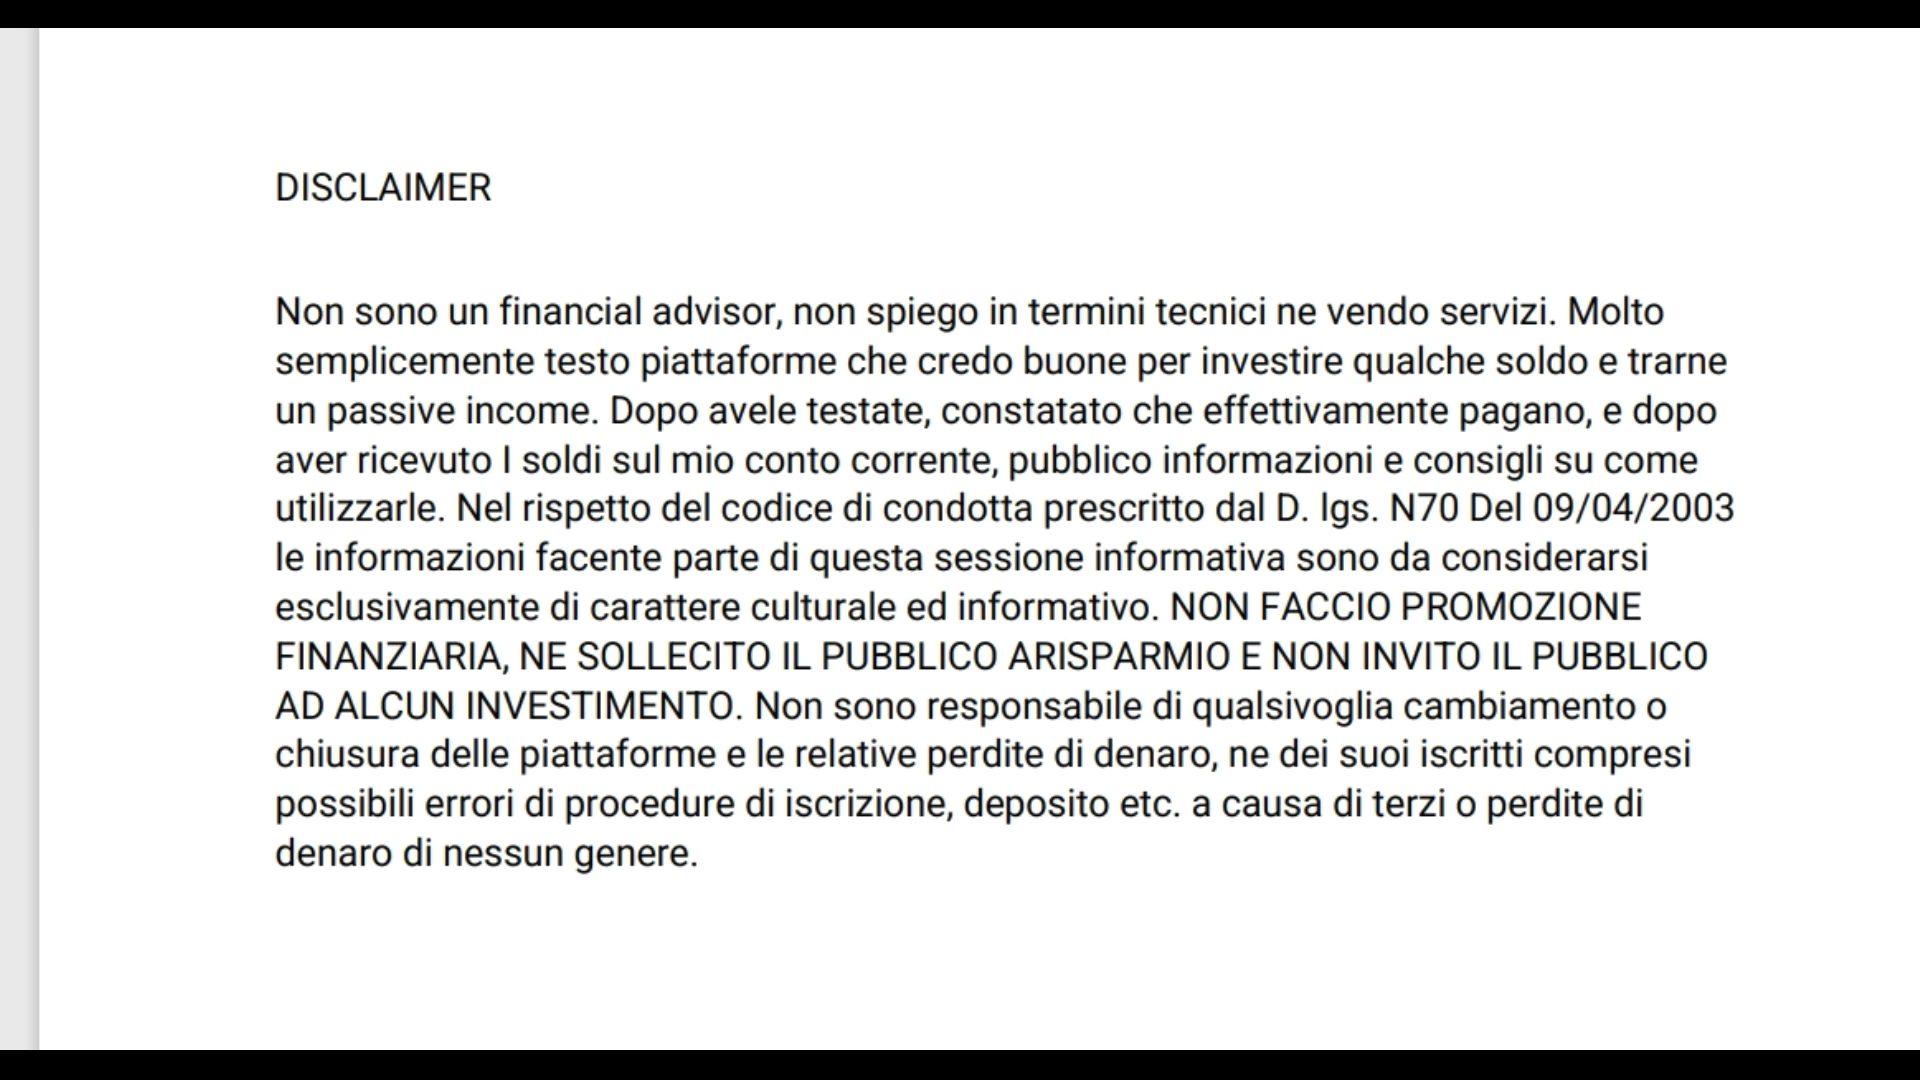 DISCLAIMER
Non sono un financial advisor, non spiego in termini tecnici ne vendo servizi. Molto
semplicemente testo piattaforme che credo buone per investire qualche soldo e trarne
un passive income. Dopo avele testate, constatato che effettivamente pagano, e dopo
aver ricevuto I soldi sul mio conto corrente, pubblico informazioni e consigli su come
utilizzarle. Nel rispetto del codice di condotta prescritto dal D. lgs. N70 Del 09/04/2003
le informazioni facente parte di questa sessione informativa sono da considerarsi
esclusivamente di carattere culturale ed informativo. NON FACCIO PROMOZIONE
FINANZIARIA, NE SOLLECITO IL PUBBLICO ARISPARMIO E NON INVITO IL PUBBLICO
AD ALCUN INVESTIMENTO. Non sono responsabile di qualsivoglia cambiamento o
chiusura delle piattaforme e le relative perdite di denaro, ne dei suoi iscritti compresi
possibili errori di procedure di iscrizione, deposito etc. a causa di terzi o perdite di
denaro di nessun genere.